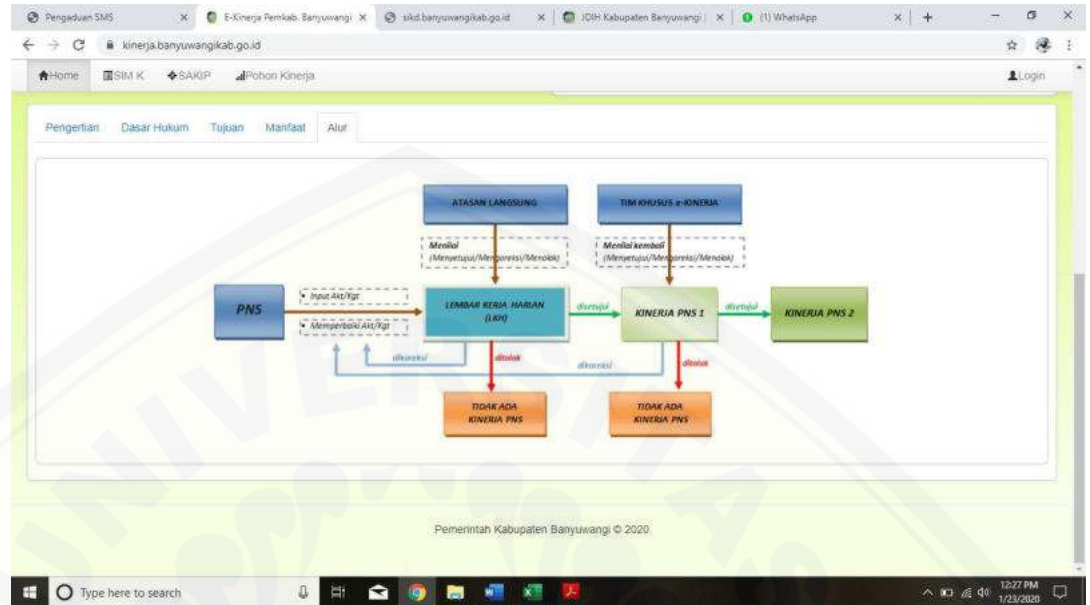 Pengaduan SMS
E-Kinerja Pemkab. Banyuwangi
sikd.banyuwangikab.go.id
JDIH Kabupaten Banyuwangi |
(1) WhatsApp
kinerja.banyuwangikab.go.id
Home SIM K SAKIP Pohon Kinerja Login
Pengertian Dasar Hukum Tujuan Manfaat Alur
ATASAN LANGSUNG
TIM KHUSUS e-KINERJA
Menilai
(Menyetujui/Mengoreksi/Menolak)
Menilai kembali
(Menyetujui/Mengoreksi/Menolak)
PNS
• Input Akt/Kgt
• Memperbaiki Akt/Kgt
LEMBAR KERJA HARIAN
(LKH)
disetujui
KINERJA PNS 1
disetujui
KINERJA PNS 2
dikoreksi
ditolak
dikoreksi
ditolak
TIDAK ADA
KINERJA PNS
TIDAK ADA
KINERJA PNS
Pemerintah Kabupaten Banyuwangi © 2020
Type here to search
12:27 PM
1/23/2020
UNIVERSITAS